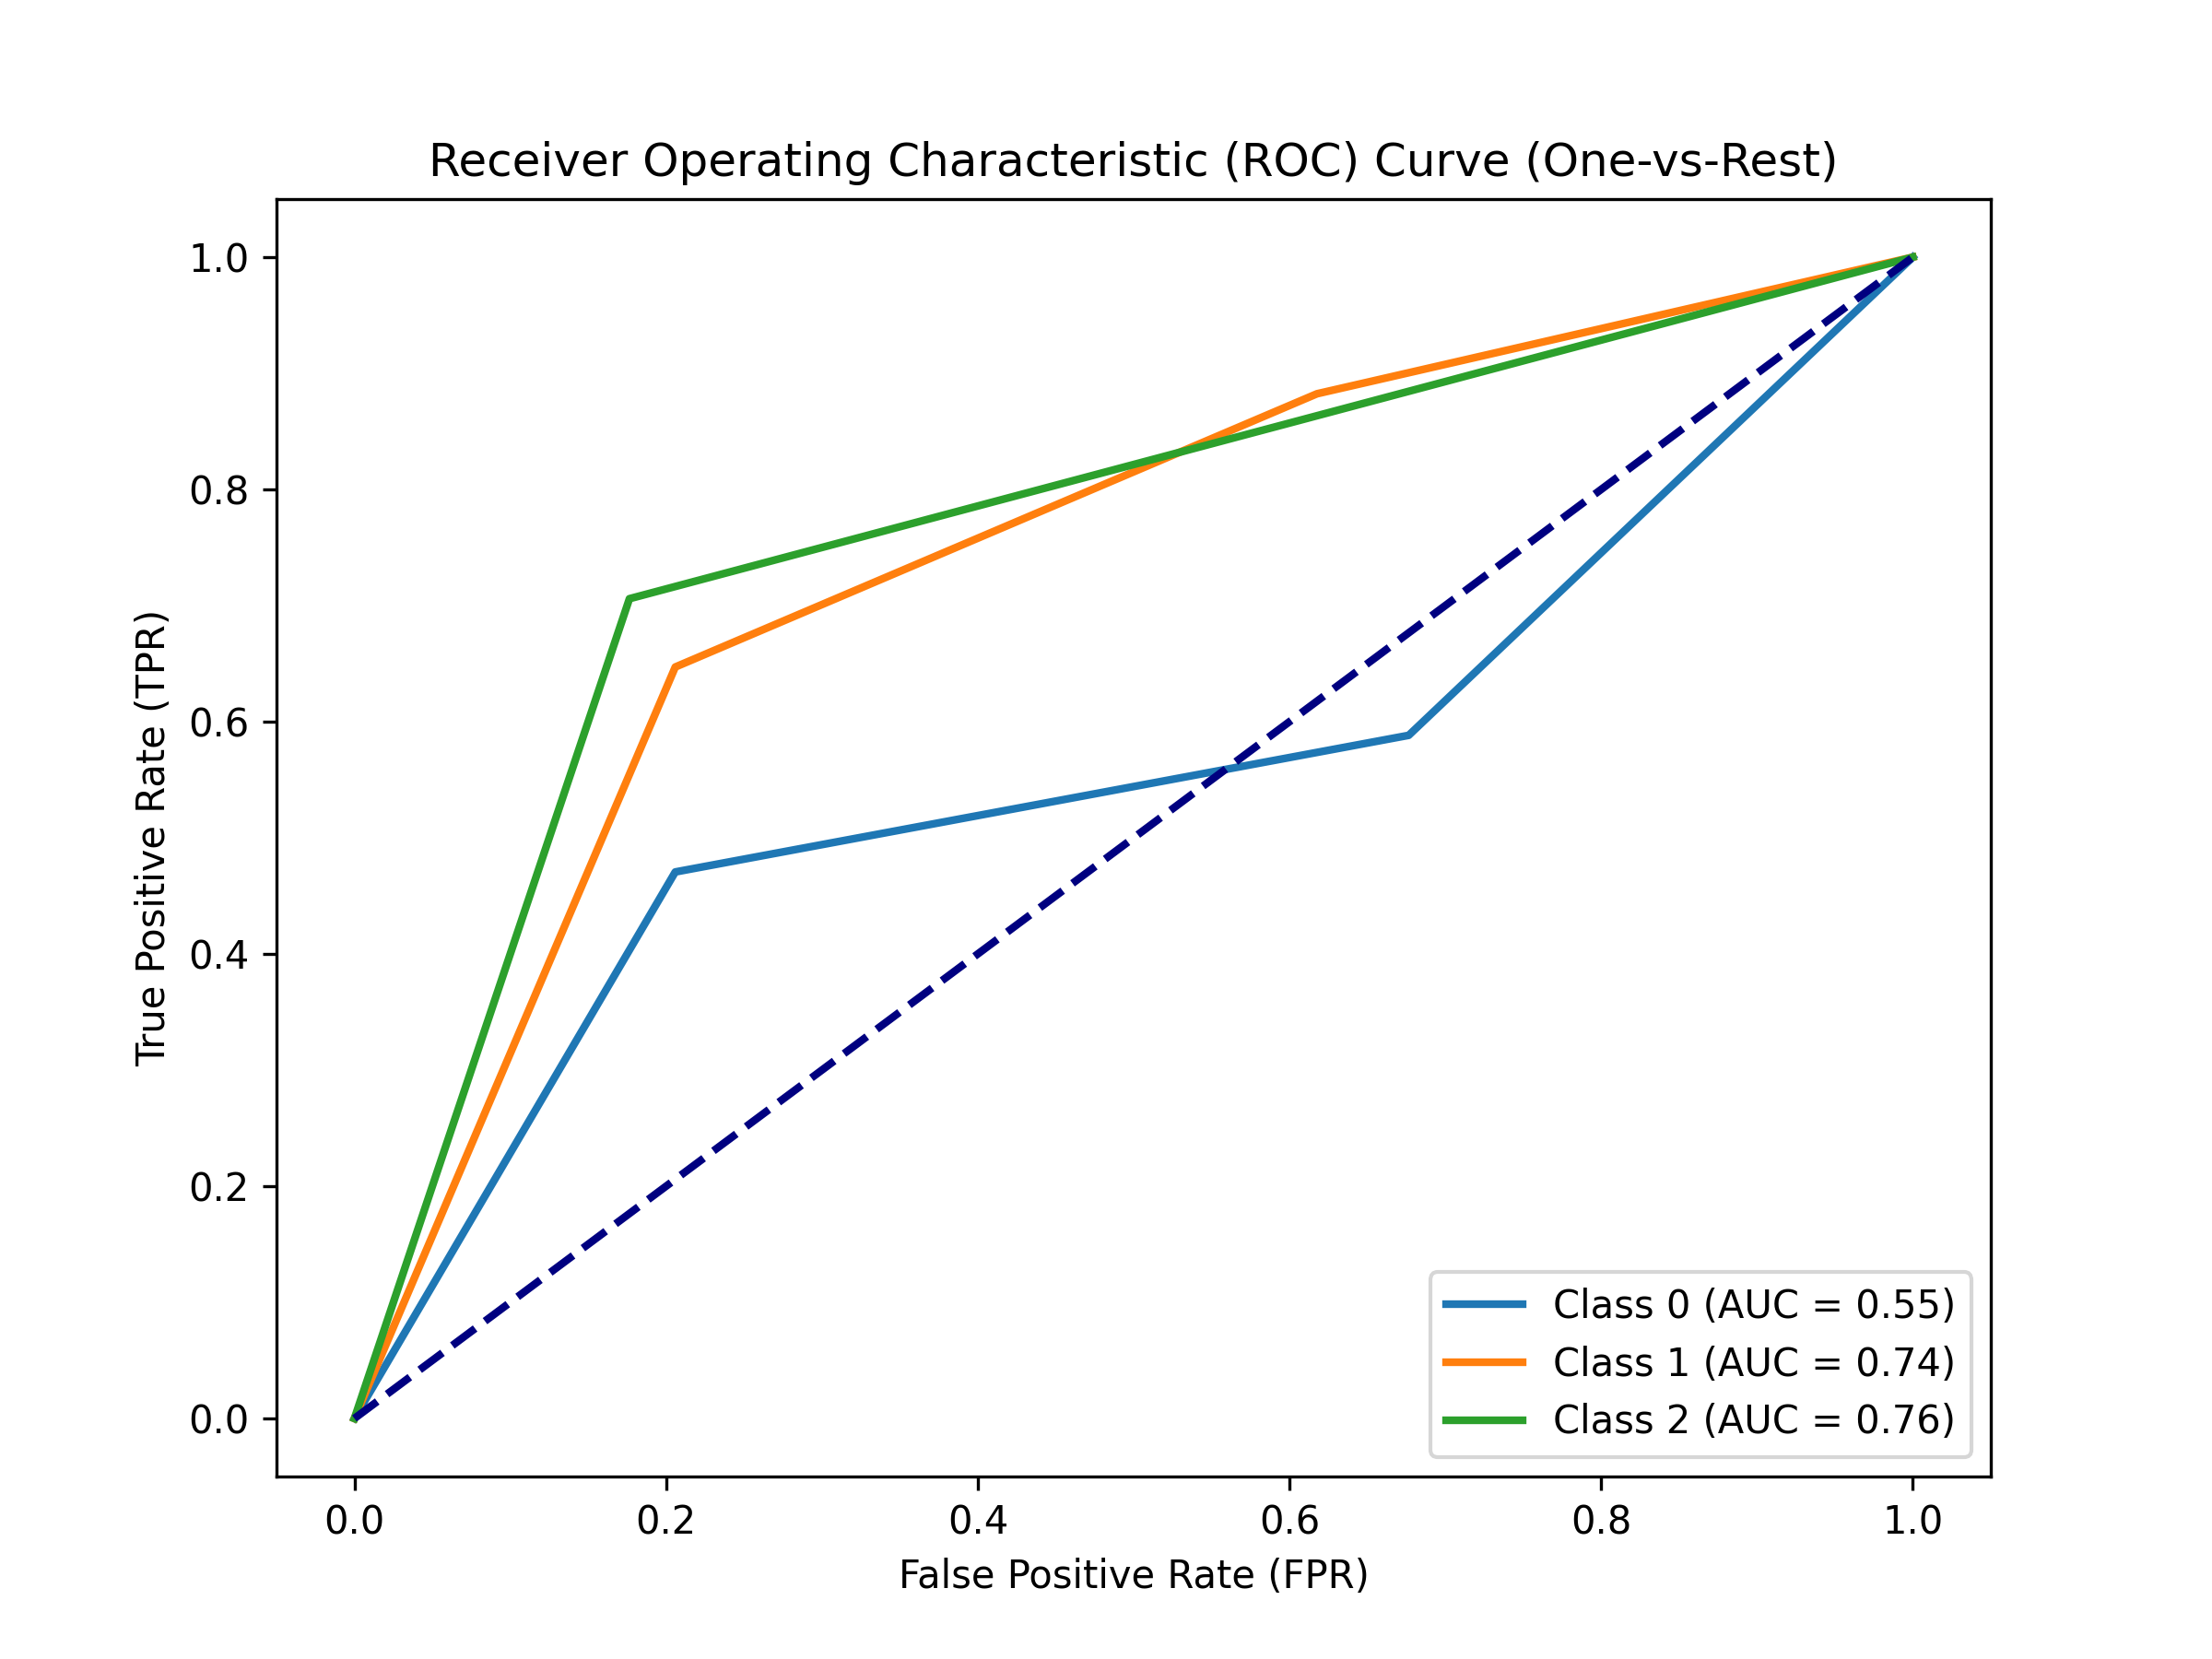 Receiver Operating Characteristic (ROC) Curve (One-vs-Rest)
True Positive Rate (TPR)
1.0
0.8
0.6
0.4
0.2
0.0
Class 0 (AUC = 0.55)
Class 1 (AUC = 0.74)
Class 2 (AUC = 0.76)
0.0 0.2 0.4 0.6 0.8 1.0
False Positive Rate (FPR)